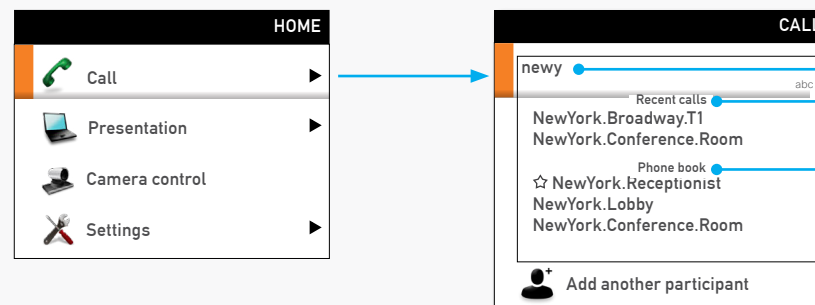 HOME
Call
Presentation
Camera control
Settings
CALL
newy
abc
Recent calls
NewYork.Broadway.T1
NewYork.Conference.Room
Phone book
NewYork.Receptionist
NewYork.Lobby
NewYork.Conference.Room
Add another participant